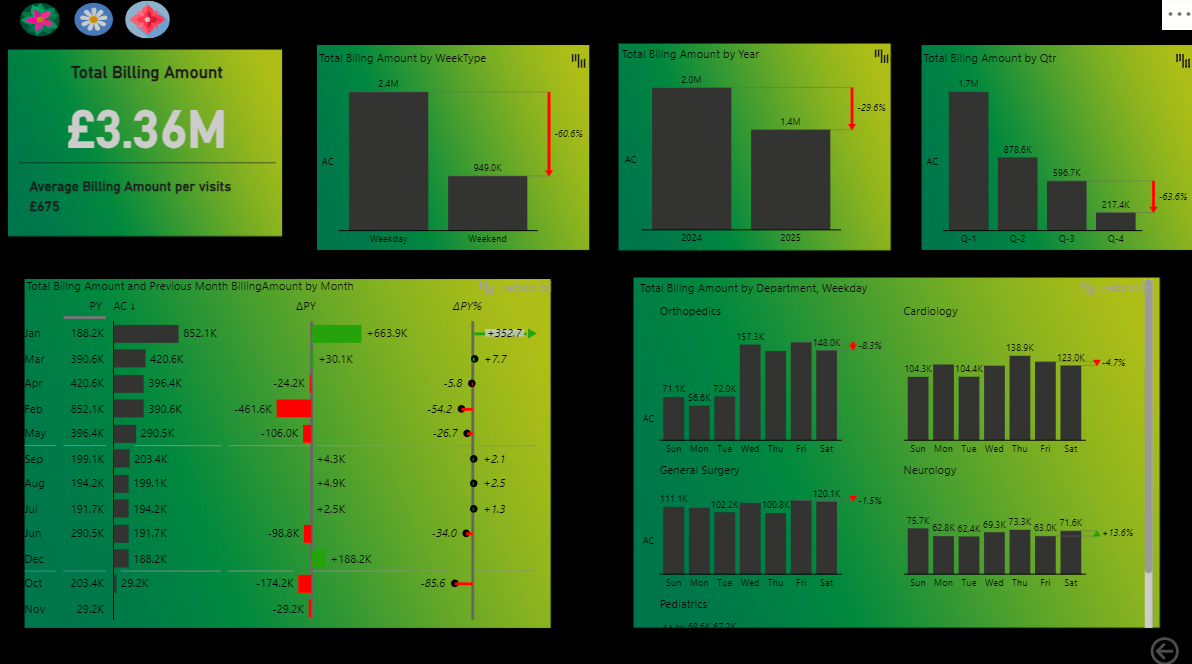 Total Billing Amount
£3.36M
Average Billing Amount per visits
£675
Total Biilng Amount by WeekType
2.4M
949.0K
-60.6%
AC
Weekday Weekend
Total Biilng Amount by Year
2.0M
1.4M
-29.6%
AC
2024 2025
Total Biilng Amount by Qtr
1.7M
878.6K
596.7K
217.4K
-63.6%
AC
Q-1 Q-2 Q-3 Q-4
Total Biilng Amount and Previous Month BillingAmount by Month
PY AC ↓ ΔPY ΔPY%
Jan 188.2K 852.1K +663.9K +352.7
Mar 390.6K 420.6K +30.1K +7.7
Apr 420.6K 396.4K -24.2K -5.8
Feb 852.1K 390.6K -461.6K -54.2
May 396.4K 290.5K -106.0K -26.7
Sep 199.1K 203.4K +4.3K +2.1
Aug 194.2K 199.1K +4.9K +2.5
Jul 191.7K 194.2K +2.5K +1.3
Jun 290.5K 191.7K -98.8K -34.0
Dec 188.2K +188.2K
Oct 203.4K 29.2K -174.2K -85.6
Nov 29.2K -29.2K
Total Biilng Amount by Department, Weekday
Orthopedics
71.1K 56.6K 72.0K 157.3K 148.0K -8.3%
AC
Sun Mon Tue Wed Thu Fri Sat
Cardiology
104.3K 104.4K 138.9K 123.0K -4.7%
Sun Mon Tue Wed Thu Fri Sat
General Surgery
111.1K 102.2K 100.8K 120.1K -1.5%
AC
Sun Mon Tue Wed Thu Fri Sat
Neurology
75.7K 62.8K 62.4K 69.3K 73.3K 63.0K 71.6K +13.6%
Sun Mon Tue Wed Thu Fri Sat
Pediatrics